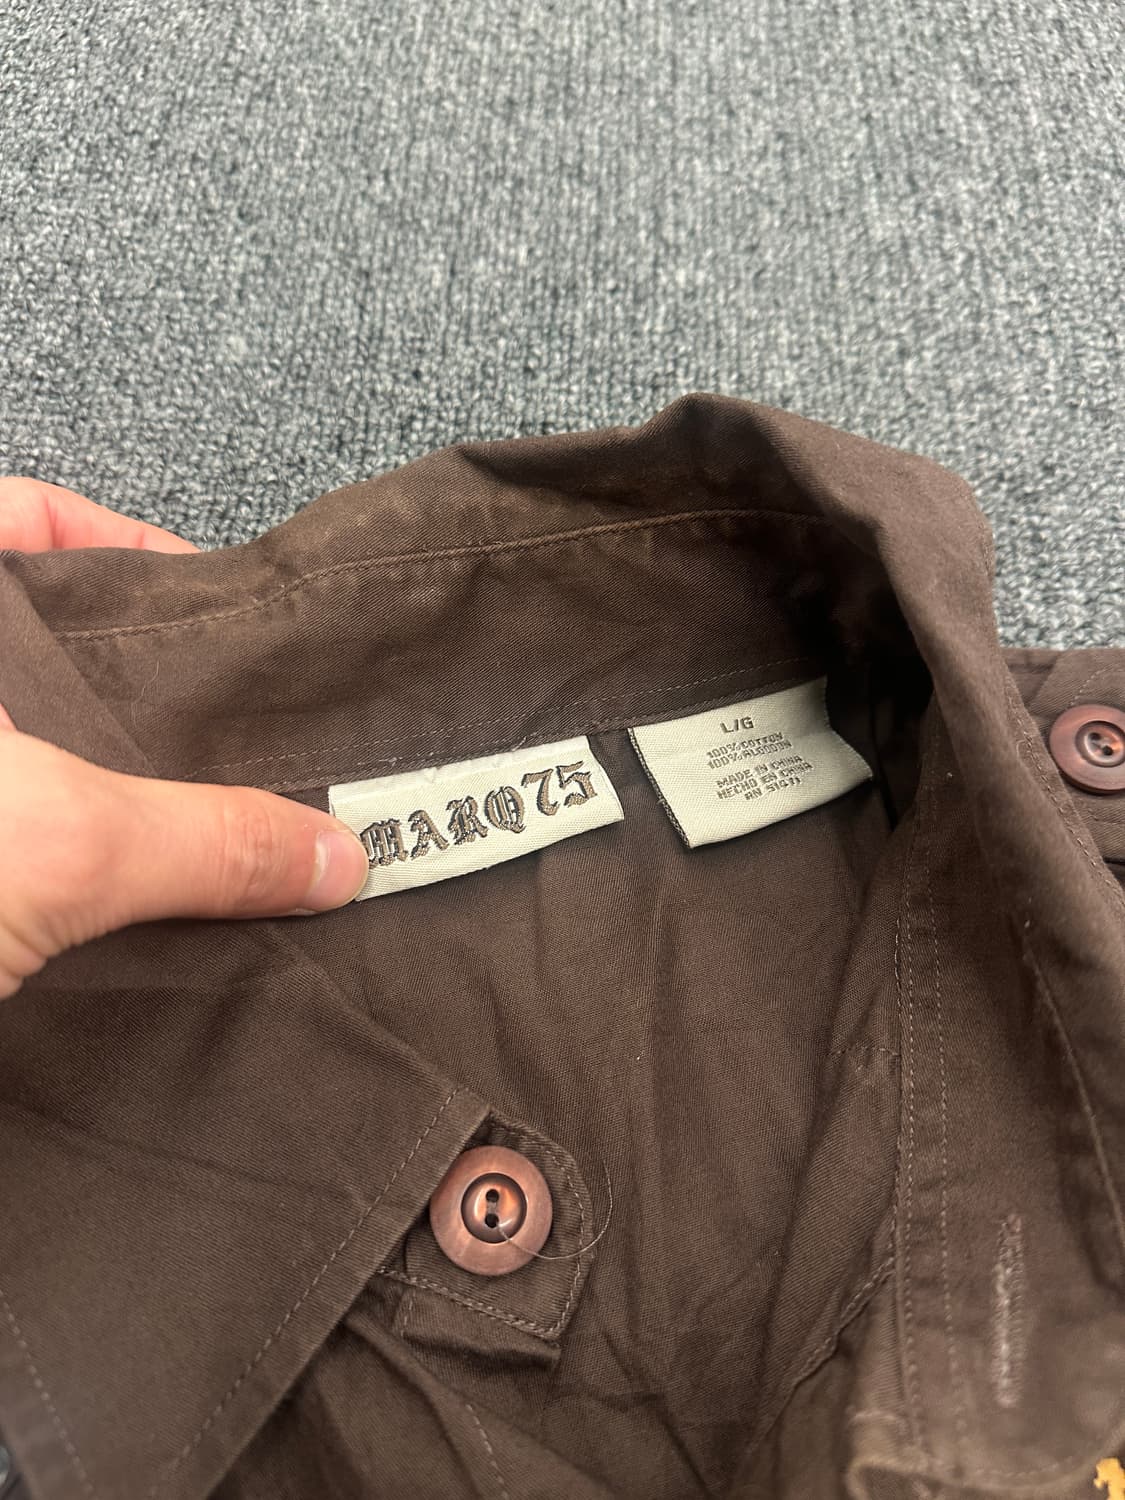 MARQ75
L/G
100% COTTON
100% ALGODON
MADE IN CHINA
HECHO EN CHINA